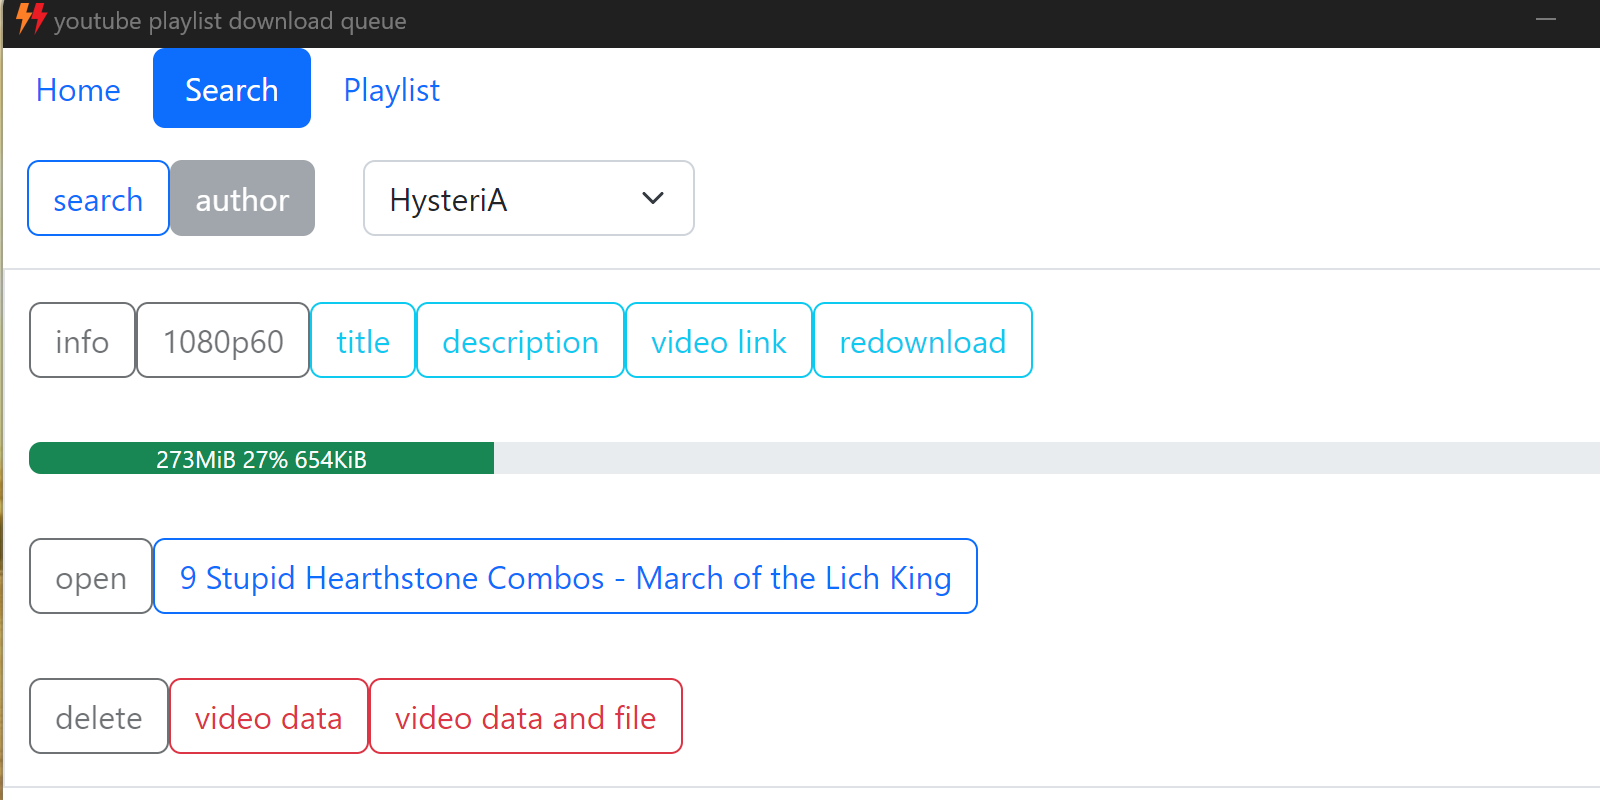 youtube playlist download queue
Home Search Playlist
search author HysteriA
info 1080p60 title description video link redownload
273MiB 27% 654KiB
open 9 Stupid Hearthstone Combos - March of the Lich King
delete video data video data and file